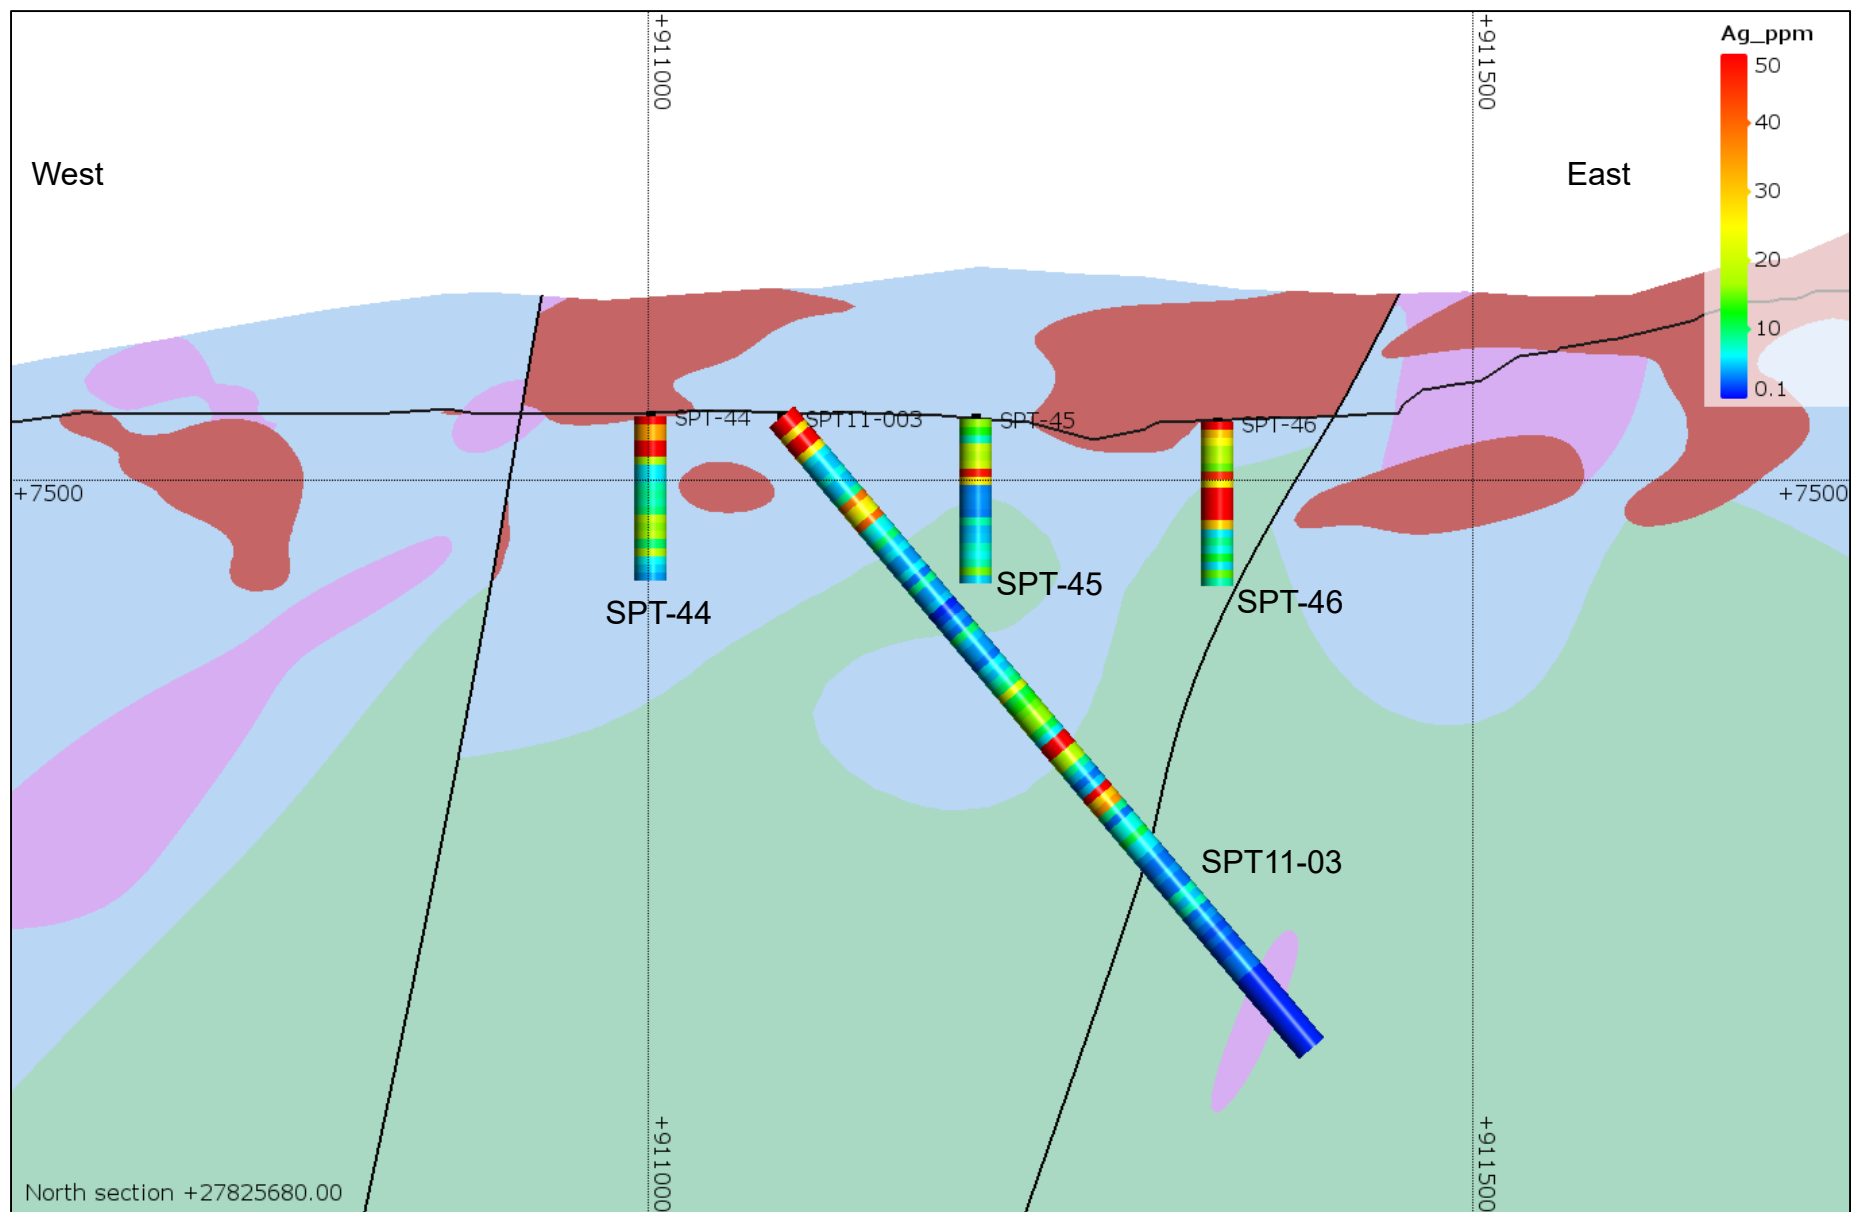 +911000
+911500
Ag_ppm
50
40
30
20
10
0.1
West
East
SPT-44
SPT11-003
SPT-45
SPT-46
+7500
+7500
SPT-44
SPT-45
SPT-46
SPT11-03
+911000
+911500
North section +27825680.00